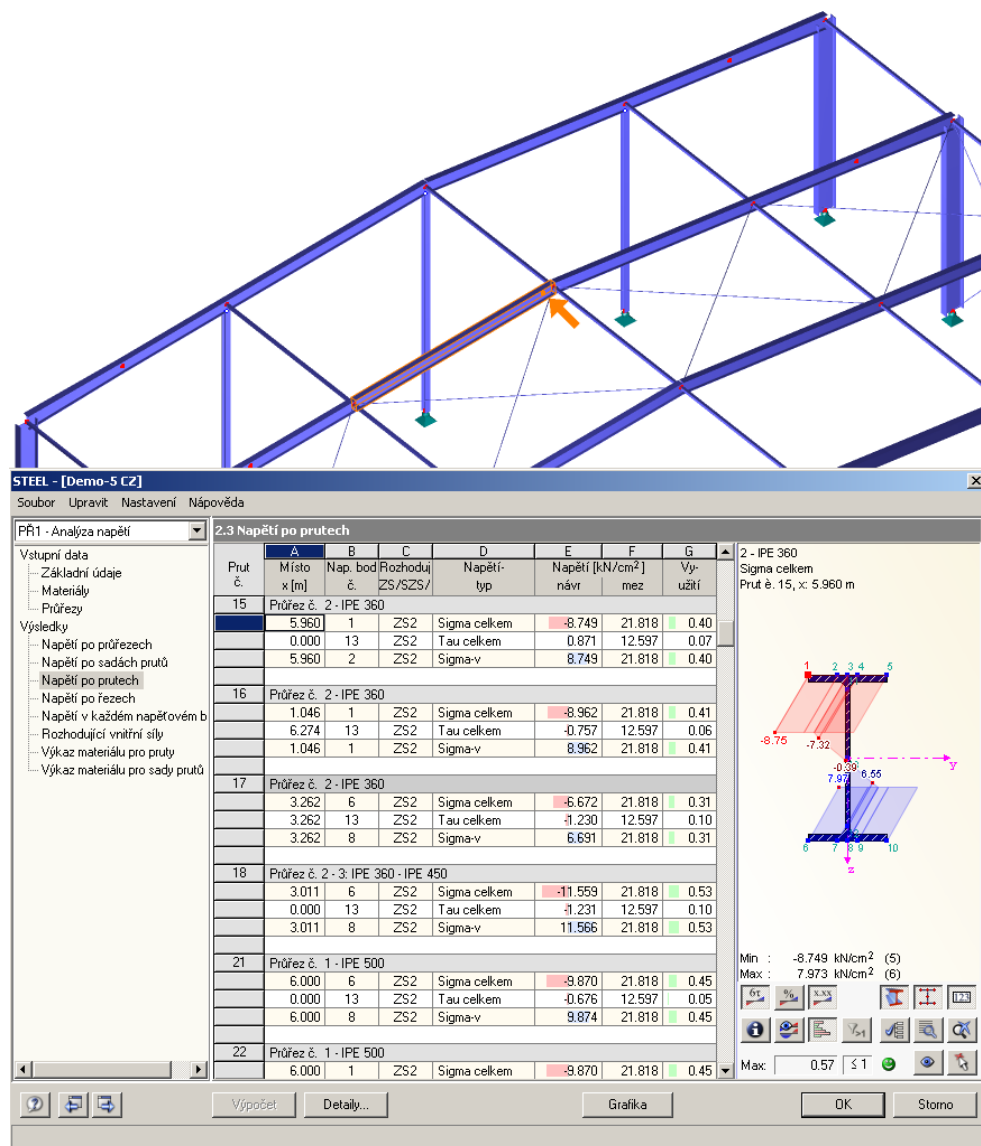 STEEL - [Demo-5 CZ]
Soubor Upravit Nastavení Nápověda
PŘ1 - Analýza napětí
Vstupní data
Základní údaje
Materiály
Průřezy
Výsledky
Napětí po průřezech
Napětí po sadách prutů
Napětí po prutech
Napětí po řezech
Napětí v každém napěťovém b
Rozhodující vnitřní síly
Výkaz materiálu pro pruty
Výkaz materiálu pro sady prutů
2.3 Napětí po prutech
A B C D E F G
Prut Místo Nap. bod Rozhoduj Napětí- Napětí [kN/cm²] Vy-
č. x [m] č. ZS/SZS/ typ návr mez užití
15 Průřez č. 2 - IPE 360
5.960 1 ZS2 Sigma celkem -8.749 21.818 0.40
0.000 13 ZS2 Tau celkem 0.871 12.597 0.07
5.960 2 ZS2 Sigma-v 8.749 21.818 0.40
16 Průřez č. 2 - IPE 360
1.046 1 ZS2 Sigma celkem -8.962 21.818 0.41
6.274 13 ZS2 Tau celkem -0.757 12.597 0.06
1.046 1 ZS2 Sigma-v 8.962 21.818 0.41
17 Průřez č. 2 - IPE 360
3.262 6 ZS2 Sigma celkem -6.672 21.818 0.31
3.262 13 ZS2 Tau celkem -1.230 12.597 0.10
3.262 8 ZS2 Sigma-v 6.691 21.818 0.31
18 Průřez č. 2 - 3: IPE 360 - IPE 450
3.011 6 ZS2 Sigma celkem -11.559 21.818 0.53
0.000 13 ZS2 Tau celkem -1.231 12.597 0.10
3.011 8 ZS2 Sigma-v 11.566 21.818 0.53
21 Průřez č. 1 - IPE 500
6.000 6 ZS2 Sigma celkem -9.870 21.818 0.45
0.000 13 ZS2 Tau celkem -0.676 12.597 0.05
6.000 8 ZS2 Sigma-v 9.874 21.818 0.45
22 Průřez č. 1 - IPE 500
6.000 1 ZS2 Sigma celkem -9.870 21.818 0.45
2 - IPE 360
Sigma celkem
Prut è. 15, x: 5.960 m
1 2 3 4 5
-8.75
-7.32
-0.39
y
7.97 6.55
6 7 8 9 10
z
Min : -8.749 kN/cm² (5)
Max : 7.973 kN/cm² (6)
στ % x.xx 123
>1
Max: 0.57 ≤ 1
Výpočet Detaily... Grafika OK Storno